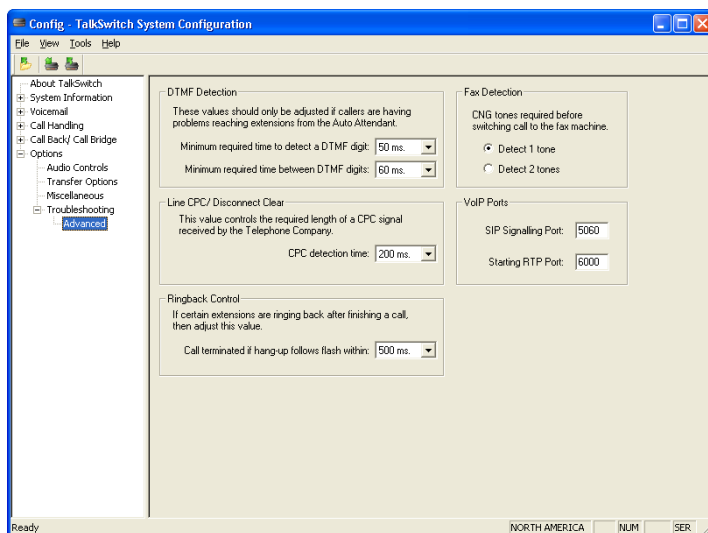 Config - TalkSwitch System Configuration
File View Tools Help
About TalkSwitch
System Information
Voicemail
Call Handling
Call Back/ Call Bridge
Options
Audio Controls
Transfer Options
Miscellaneous
Troubleshooting
Advanced
DTMF Detection
These values should only be adjusted if callers are having
problems reaching extensions from the Auto Attendant.
Minimum required time to detect a DTMF digit: 50 ms.
Minimum required time between DTMF digits: 60 ms.
Line CPC/ Disconnect Clear
This value controls the required length of a CPC signal
received by the Telephone Company.
CPC detection time: 200 ms.
Ringback Control
If certain extensions are ringing back after finishing a call,
then adjust this value.
Call terminated if hang-up follows flash within: 500 ms.
Fax Detection
CNG tones required before
switching call to the fax machine.
Detect 1 tone
Detect 2 tones
VoIP Ports
SIP Signalling Port: 5060
Starting RTP Port: 6000
Ready NORTH AMERICA NUM SER